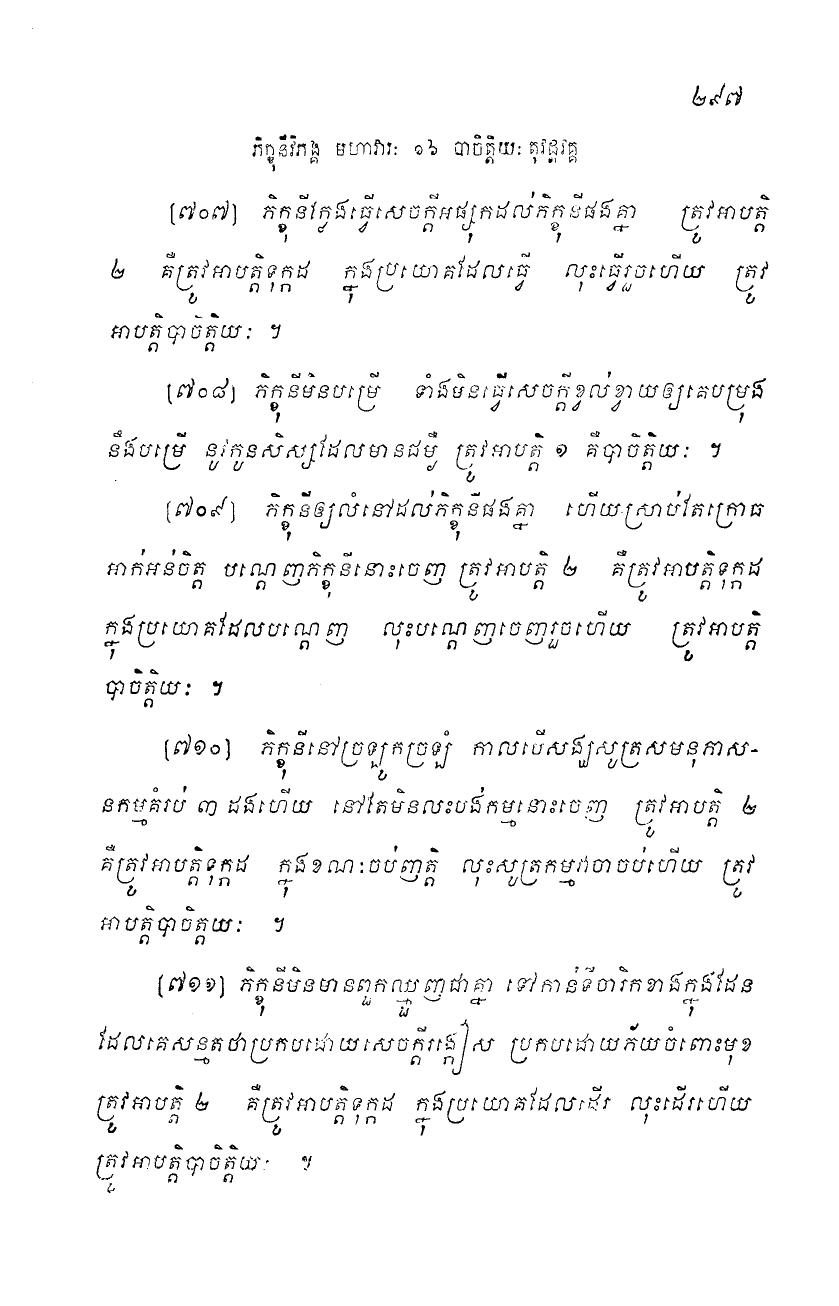 ២៩៧
ភិក្ខុនីវិភង្គ មហាវារៈ ១៦ បាចិត្តិយៈ តុវដ្ដវគ្គ
[៧០៧] ភិក្ខុនីក្លែងធ្វើសេចក្តីអផ្សុកដល់ភិក្ខុនីផងគ្នា ត្រូវអាបត្តិ
២ គឺត្រូវអាបត្តិទុក្កដ ក្នុងប្រយោគដែលធ្វើ លុះធ្វើរួចហើយ ត្រូវ
អាបត្តិបាចិត្តិយៈ ។
[៧០៨] ភិក្ខុនីមិនបម្រើ ទាំងមិនធ្វើសេចក្តីខ្វល់ខ្វាយឲ្យគេបម្រុង
នឹងបម្រើ នូវកូនសិស្សដែលមានជម្ងឺ ត្រូវអាបត្តិ ១ គឺបាចិត្តិយៈ ។
[៧០៩] ភិក្ខុនីឲ្យលំនៅដល់ភិក្ខុនីផងគ្នា ហើយស្រាប់តែក្រោធ
អាក់អន់ចិត្ត បណ្តេញភិក្ខុនីនោះចេញ ត្រូវអាបត្តិ ២ គឺត្រូវអាបត្តិទុក្កដ
ក្នុងប្រយោគដែលបណ្តេញ លុះបណ្តេញចេញរួចហើយ ត្រូវអាបត្តិ
បាចិត្តិយៈ ។
[៧១០] ភិក្ខុនីនៅច្រឡូកច្រឡំ កាលបើសង្ឃសូត្រសមនុភាស-
នកម្មគំរប់ ៣ ដងហើយ នៅតែមិនលះបង់កម្មនោះចេញ ត្រូវអាបត្តិ ២
គឺត្រូវអាបត្តិទុក្កដ ក្នុងខណៈចប់ញត្តិ លុះសូត្រកម្មវាចាចប់ហើយ ត្រូវ
អាបត្តិបាចិត្តិយៈ ។
[៧១១] ភិក្ខុនីមិនមានពួកឈ្មួញជាគ្នា ទៅកាន់ទីចារិកខាងក្នុងដែន
ដែលគេសន្មតថាប្រកបដោយសេចក្តីរង្កៀស ប្រកបដោយភ័យចំពោះមុខ
ត្រូវអាបត្តិ ២ គឺត្រូវអាបត្តិទុក្កដ ក្នុងប្រយោគដែលដើរ លុះដើរហើយ
ត្រូវអាបត្តិបាចិត្តិយៈ ។